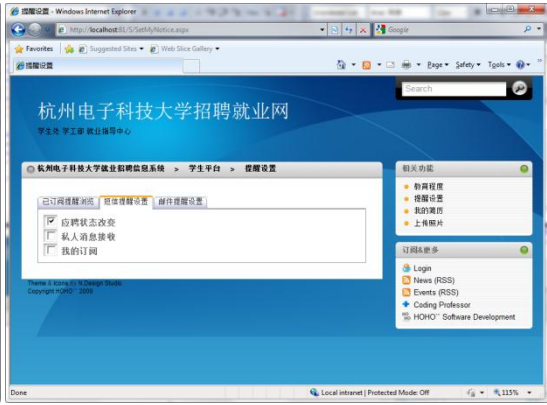 提醒设置 - Windows Internet Explorer
http://localhost:81/S/SetMyNotice.aspx
Google
Favorites Suggested Sites Web Slice Gallery
提醒设置
Page Safety Tools
Search
杭州电子科技大学招聘就业网
学生处 学工部 就业指导中心
杭州电子科技大学就业招聘信息系统 » 学生平台 » 提醒设置
已订阅提醒浏览 短信提醒设置 邮件提醒设置
应聘状态改变
私人消息接收
我的订阅
Theme & Icons by N.Design Studio
Copyright HOHO`` 2009
相关功能
教育程度
提醒设置
我的简历
上传照片
订阅&更多
Login
News (RSS)
Events (RSS)
Coding Professor
HOHO`` Software Development
Done
Local intranet | Protected Mode: Off
115%